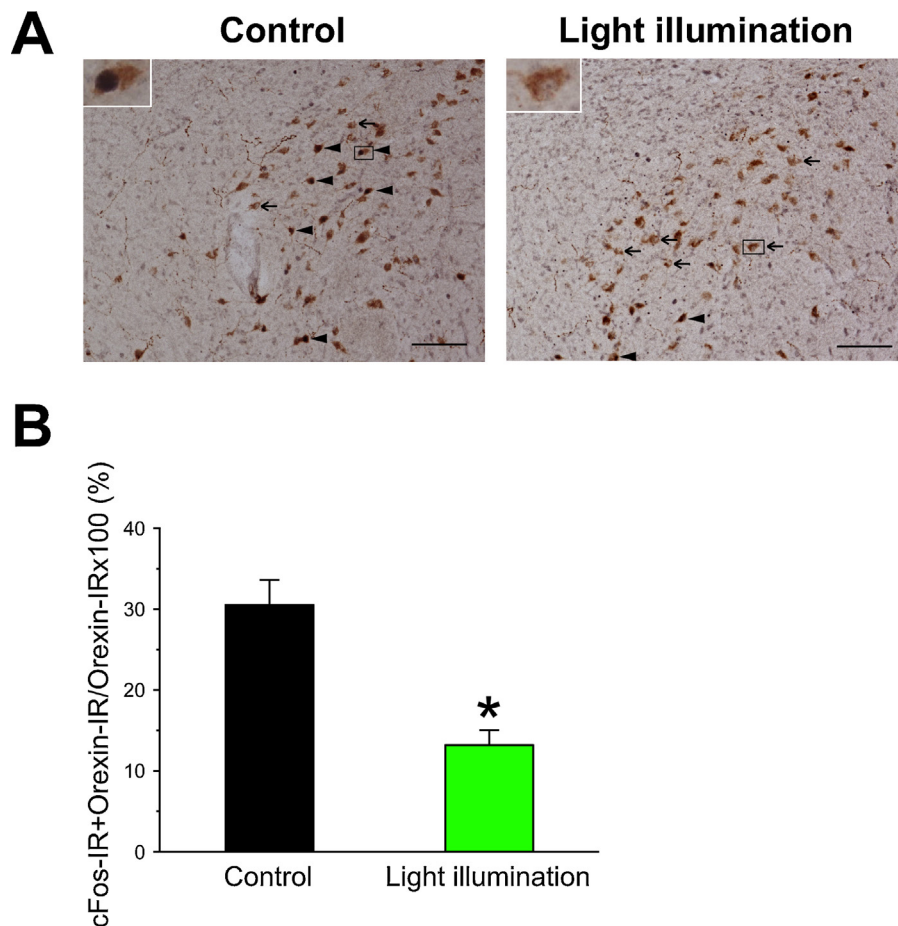 A
Control
Light illumination
B
cFos-IR+Orexin-IR/Orexin-IRx100 (%)
40
30
20
10
0
*
Control
Light illumination